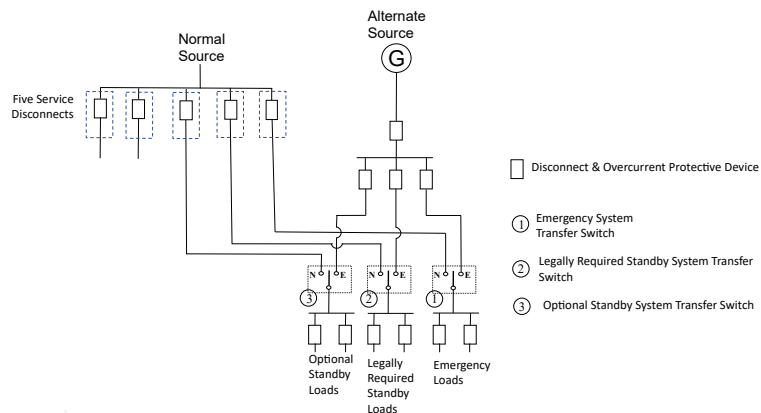 Alternate
Source
Normal
Source
G
Five Service
Disconnects
Disconnect & Overcurrent Protective Device
1 Emergency System
Transfer Switch
2 Legally Required Standby System Transfer
Switch
3 Optional Standby System Transfer Switch
N E N E N E
3 2 1
Optional
Standby
Loads
Legally
Required
Standby
Loads
Emergency
Loads